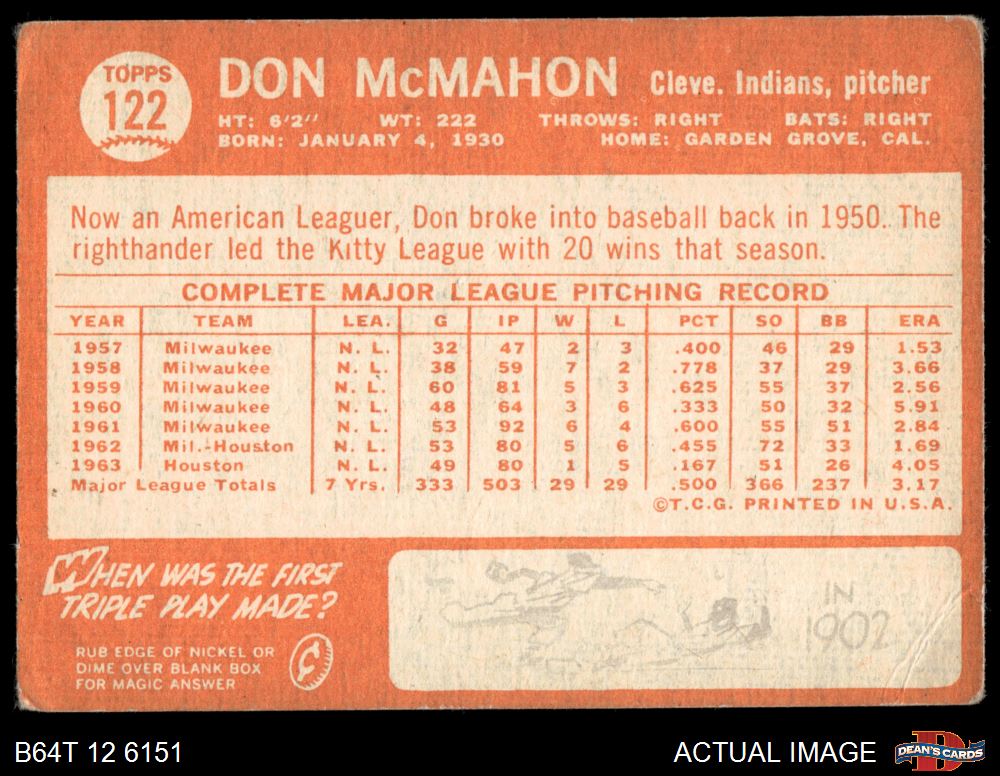 TOPPS
122
DON McMAHON Cleve. Indians, pitcher
HT: 6'2" WT: 222 THROWS: RIGHT BATS: RIGHT
BORN: JANUARY 4, 1930 HOME: GARDEN GROVE, CAL.
Now an American Leaguer, Don broke into baseball back in 1950. The
righthander led the Kitty League with 20 wins that season.
COMPLETE MAJOR LEAGUE PITCHING RECORD
YEAR TEAM LEA. G IP W L PCT SO BB ERA
1957 Milwaukee N. L. 32 47 2 3 .400 46 29 1.53
1958 Milwaukee N. L. 38 59 7 2 .778 37 29 3.66
1959 Milwaukee N. L. 60 81 5 3 .625 55 37 2.56
1960 Milwaukee N. L. 48 64 3 6 .333 50 32 5.91
1961 Milwaukee N. L. 53 92 6 4 .600 55 51 2.84
1962 Mil.-Houston N. L. 53 80 5 6 .455 72 33 1.69
1963 Houston N. L. 49 80 1 5 .167 51 26 4.05
Major League Totals 7 Yrs. 333 503 29 29 .500 366 237 3.17
©T.C.G. PRINTED IN U.S.A.
WHEN WAS THE FIRST
TRIPLE PLAY MADE?
RUB EDGE OF NICKEL OR
DIME OVER BLANK BOX
FOR MAGIC ANSWER
IN
1902
B64T 12 6151 ACTUAL IMAGE DEAN'S CARDS